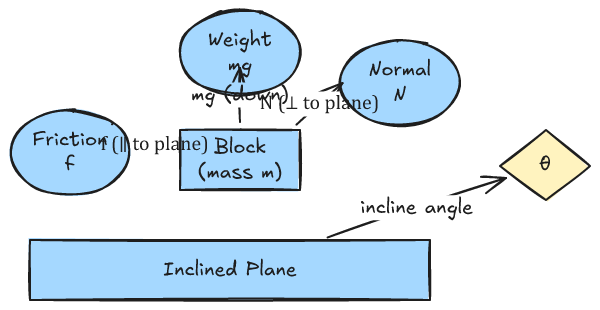 Weight
mg
mg (down)
Normal
N
N (⊥ to plane)
Friction
f
f (∥ to plane)
Block
(mass m)
θ
incline angle
Inclined Plane